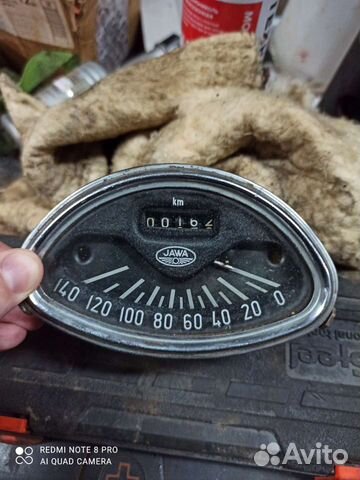 km
00162
JAWA
140 120 100 80 60 40 20 0
REDMI NOTE 8 PRO
AI QUAD CAMERA
Avito